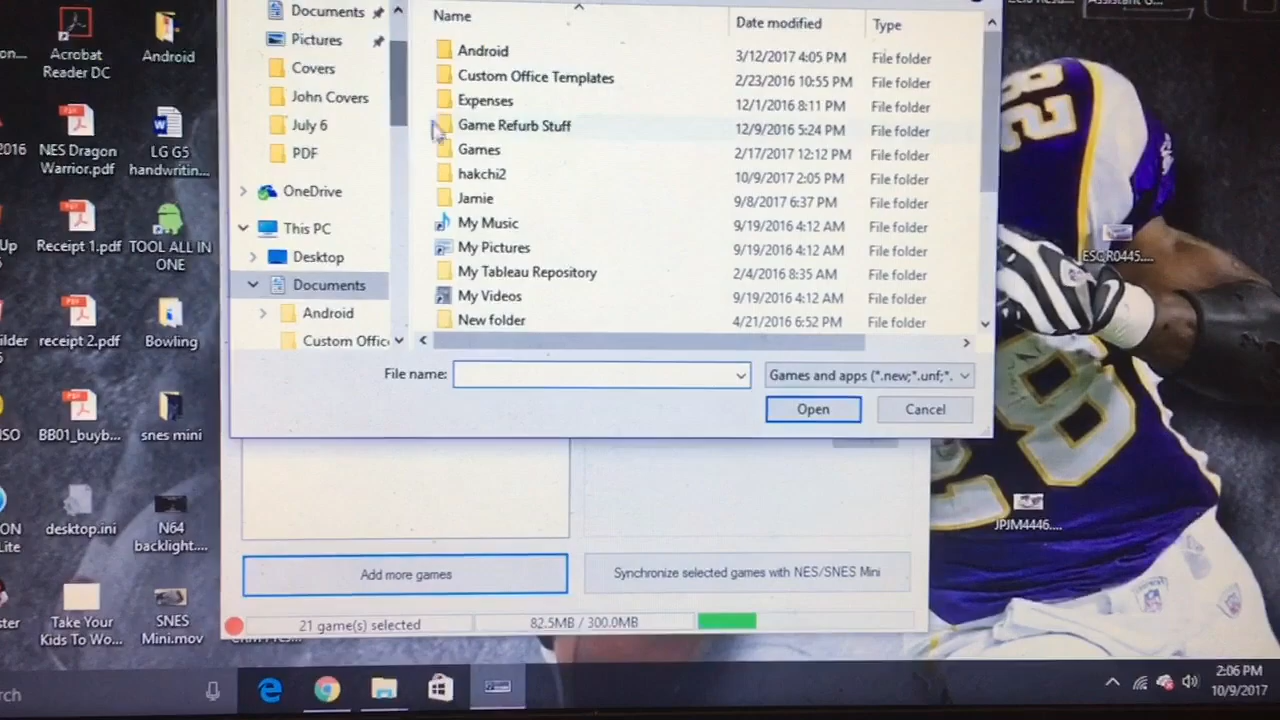 Acrobat
Reader DC
Android
2016
NES Dragon
Warrior.pdf
LG G5
handwritin...
Up
Receipt 1.pdf
TOOL ALL IN
ONE
receipt 2.pdf
Bowling
BB01_buyb...
snes mini
desktop.ini
N64
backlight....
ON
Lite
Take Your
Kids To Wo...
SNES
Mini.mov
Documents
Pictures
Covers
John Covers
July 6
PDF
OneDrive
This PC
Desktop
Documents
Android
Custom Offic
Name Date modified Type
Android 3/12/2017 4:05 PM File folder
Custom Office Templates 2/23/2016 10:55 PM File folder
Expenses 12/1/2016 8:11 PM File folder
Game Refurb Stuff 12/9/2016 5:24 PM File folder
Games 2/17/2017 12:12 PM File folder
hakchi2 10/9/2017 2:05 PM File folder
Jamie 9/8/2017 6:37 PM File folder
My Music 9/19/2016 4:12 AM File folder
My Pictures 9/19/2016 4:12 AM File folder
My Tableau Repository 2/4/2016 8:35 AM File folder
My Videos 9/19/2016 4:12 AM File folder
New folder 4/21/2016 6:52 PM File folder
File name: Games and apps (*.new;*.unf;*.
Open Cancel
Add more games Synchronize selected games with NES/SNES Mini
21 game(s) selected 82.5MB / 300.0MB
82
ESCR0445....
JPJM4446....
rch
2:06 PM
10/9/2017